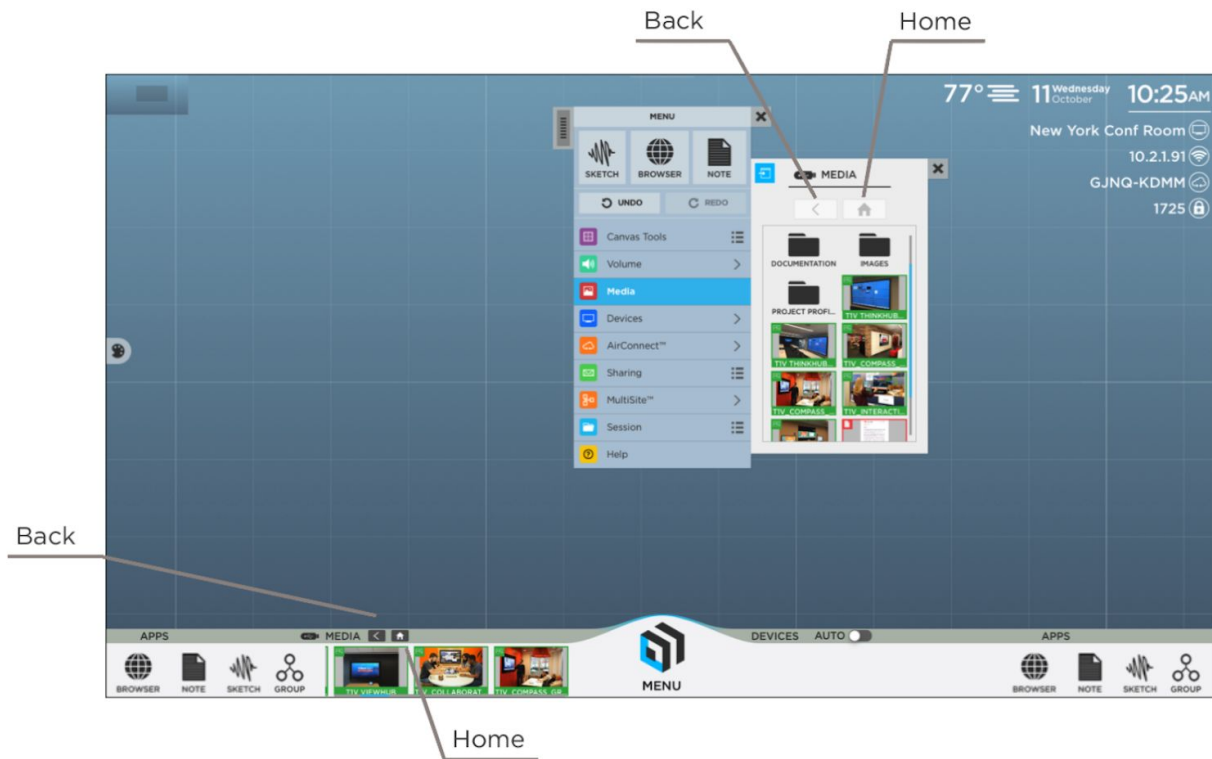 Back
Home
77° 11 Wednesday October 10:25AM
New York Conf Room
10.2.1.91
GJNQ-KDMM
1725
MENU
SKETCH BROWSER NOTE
UNDO REDO
Canvas Tools
Volume
Media
Devices
AirConnect™
Sharing
MultiSite™
Session
Help
MEDIA
DOCUMENTATION IMAGES
PROJECT PROFI... TIV THINKHUB...
TIV THINKHUB... TIV_COMPASS_...
TIV_COMPASS_... TIV_INTERACTI...
Back
APPS MEDIA DEVICES AUTO APPS
BROWSER NOTE SKETCH GROUP TIV VIEWHUB TIV_COLLABORAT TIV_COMPASS_GR MENU BROWSER NOTE SKETCH GROUP
Home